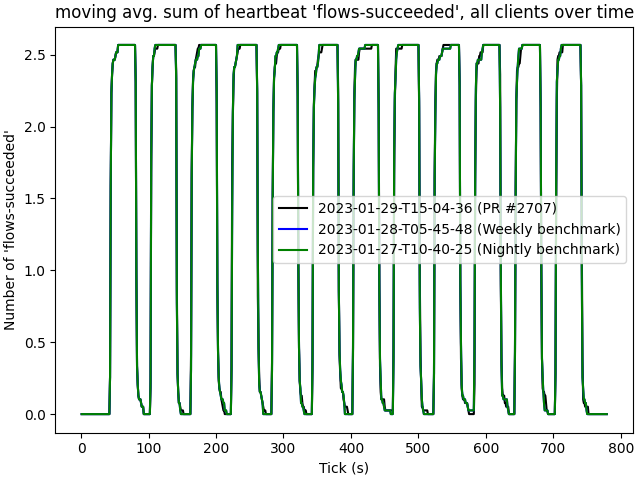 moving avg. sum of heartbeat 'flows-succeeded', all clients over time
Number of 'flows-succeeded'
2.5
2.0
1.5
1.0
0.5
0.0
2023-01-29-T15-04-36 (PR #2707)
2023-01-28-T05-45-48 (Weekly benchmark)
2023-01-27-T10-40-25 (Nightly benchmark)
0 100 200 300 400 500 600 700 800
Tick (s)